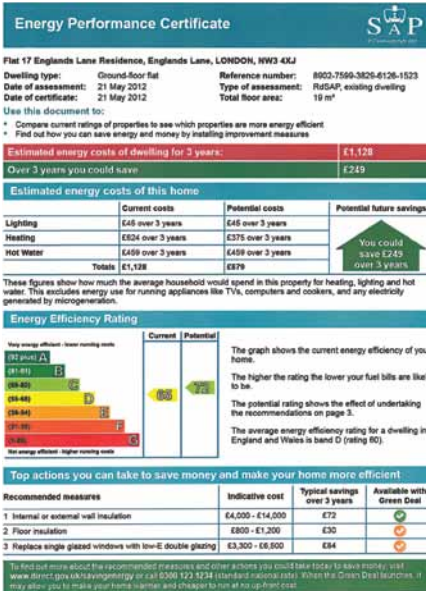 Energy Performance Certificate
SAP
Flat 17 Englands Lane Residence, Englands Lane, LONDON, NW3 4XJ
Dwelling type: Ground-floor flat Reference number: 8902-7599-3829-6126-1523
Date of assessment: 21 May 2012 Type of assessment: RdSAP, existing dwelling
Date of certificate: 21 May 2012 Total floor area: 19 m²
Use this document to:
• Compare current ratings of properties to see which properties are more energy efficient
• Find out how you can save energy and money by installing improvement measures
Estimated energy costs of dwelling for 3 years: £1,128
Over 3 years you could save £249
Estimated energy costs of this home
Current costs Potential costs Potential future savings
Lighting £45 over 3 years £45 over 3 years
Heating £624 over 3 years £375 over 3 years
Hot Water £459 over 3 years £459 over 3 years
Totals £1,128 £879
You could
save £249
over 3 years
These figures show how much the average household would spend in this property for heating, lighting and hot
water. This excludes energy use for running appliances like TVs, computers and cookers, and any electricity
generated by microgeneration.
Energy Efficiency Rating
Current Potential
Very energy efficient - lower running costs
(92 plus) A
(81-91) B
(69-80) C
(55-68) D
(39-54) E
(21-38) F
(1-20) G
Not energy efficient - higher running costs
65
The graph shows the current energy efficiency of you
home.
The higher the rating the lower your fuel bills are likel
to be.
The potential rating shows the effect of undertaking
the recommendations on page 3.
The average energy efficiency rating for a dwelling in
England and Wales is band D (rating 60).
Top actions you can take to save money and make your home more efficient
Recommended measures Indicative cost Typical savings over 3 years Available with Green Deal
1 Internal or external wall insulation £4,000 - £14,000 £72
2 Floor insulation £800 - £1,200 £30
3 Replace single glazed windows with low-E double glazing £3,300 - £6,500 £84
To find out more about the recommended measures and other actions you could take today to save money, visit
www.direct.gov.uk/savingenergy or call 0300 123 1234 (standard national rate). When the Green Deal launches, it
may allow you to make your home warmer and cheaper to run at no up-front cost.